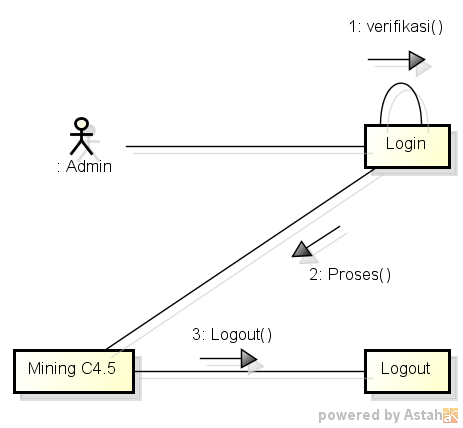 1: verifikasi()
Login
: Admin
2: Proses()
3: Logout()
Mining C4.5
Logout
powered by Astah